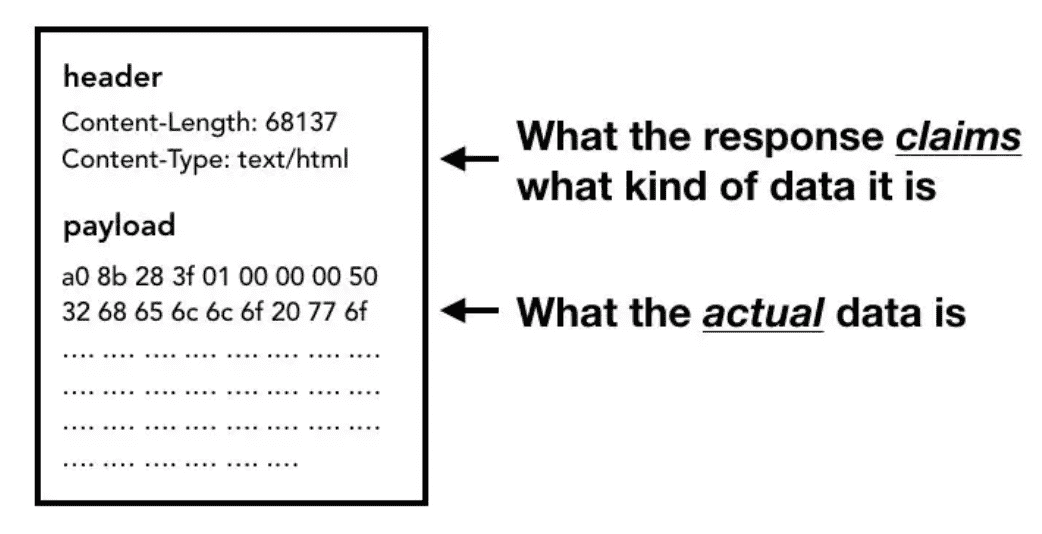 header
Content-Length: 68137
Content-Type: text/html
What the response claims
what kind of data it is
payload
a0 8b 28 3f 01 00 00 00 50
32 68 65 6c 6c 6f 20 77 6f
What the actual data is
.... .... .... .... .... .... .... ....
.... .... .... .... .... .... .... ....
.... .... .... .... .... .... .... ....
.... .... .... .... .... ....